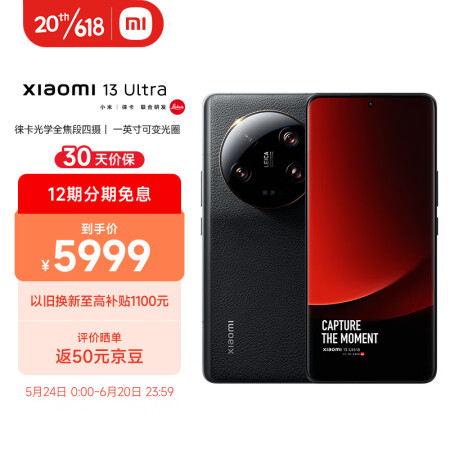 20th/618
mi
xiaomi 13 Ultra
小米 | 徕卡 联合研发 Leica
徕卡光学全焦段四摄 | 一英寸可变光圈
30天价保
12期分期免息
到手价
¥5999
以旧换新至高补贴1100元
评价晒单
返50元京豆
5月24日 0:00-6月20日 23:59
LEICA
xiaomi
CAPTURE
THE MOMENT